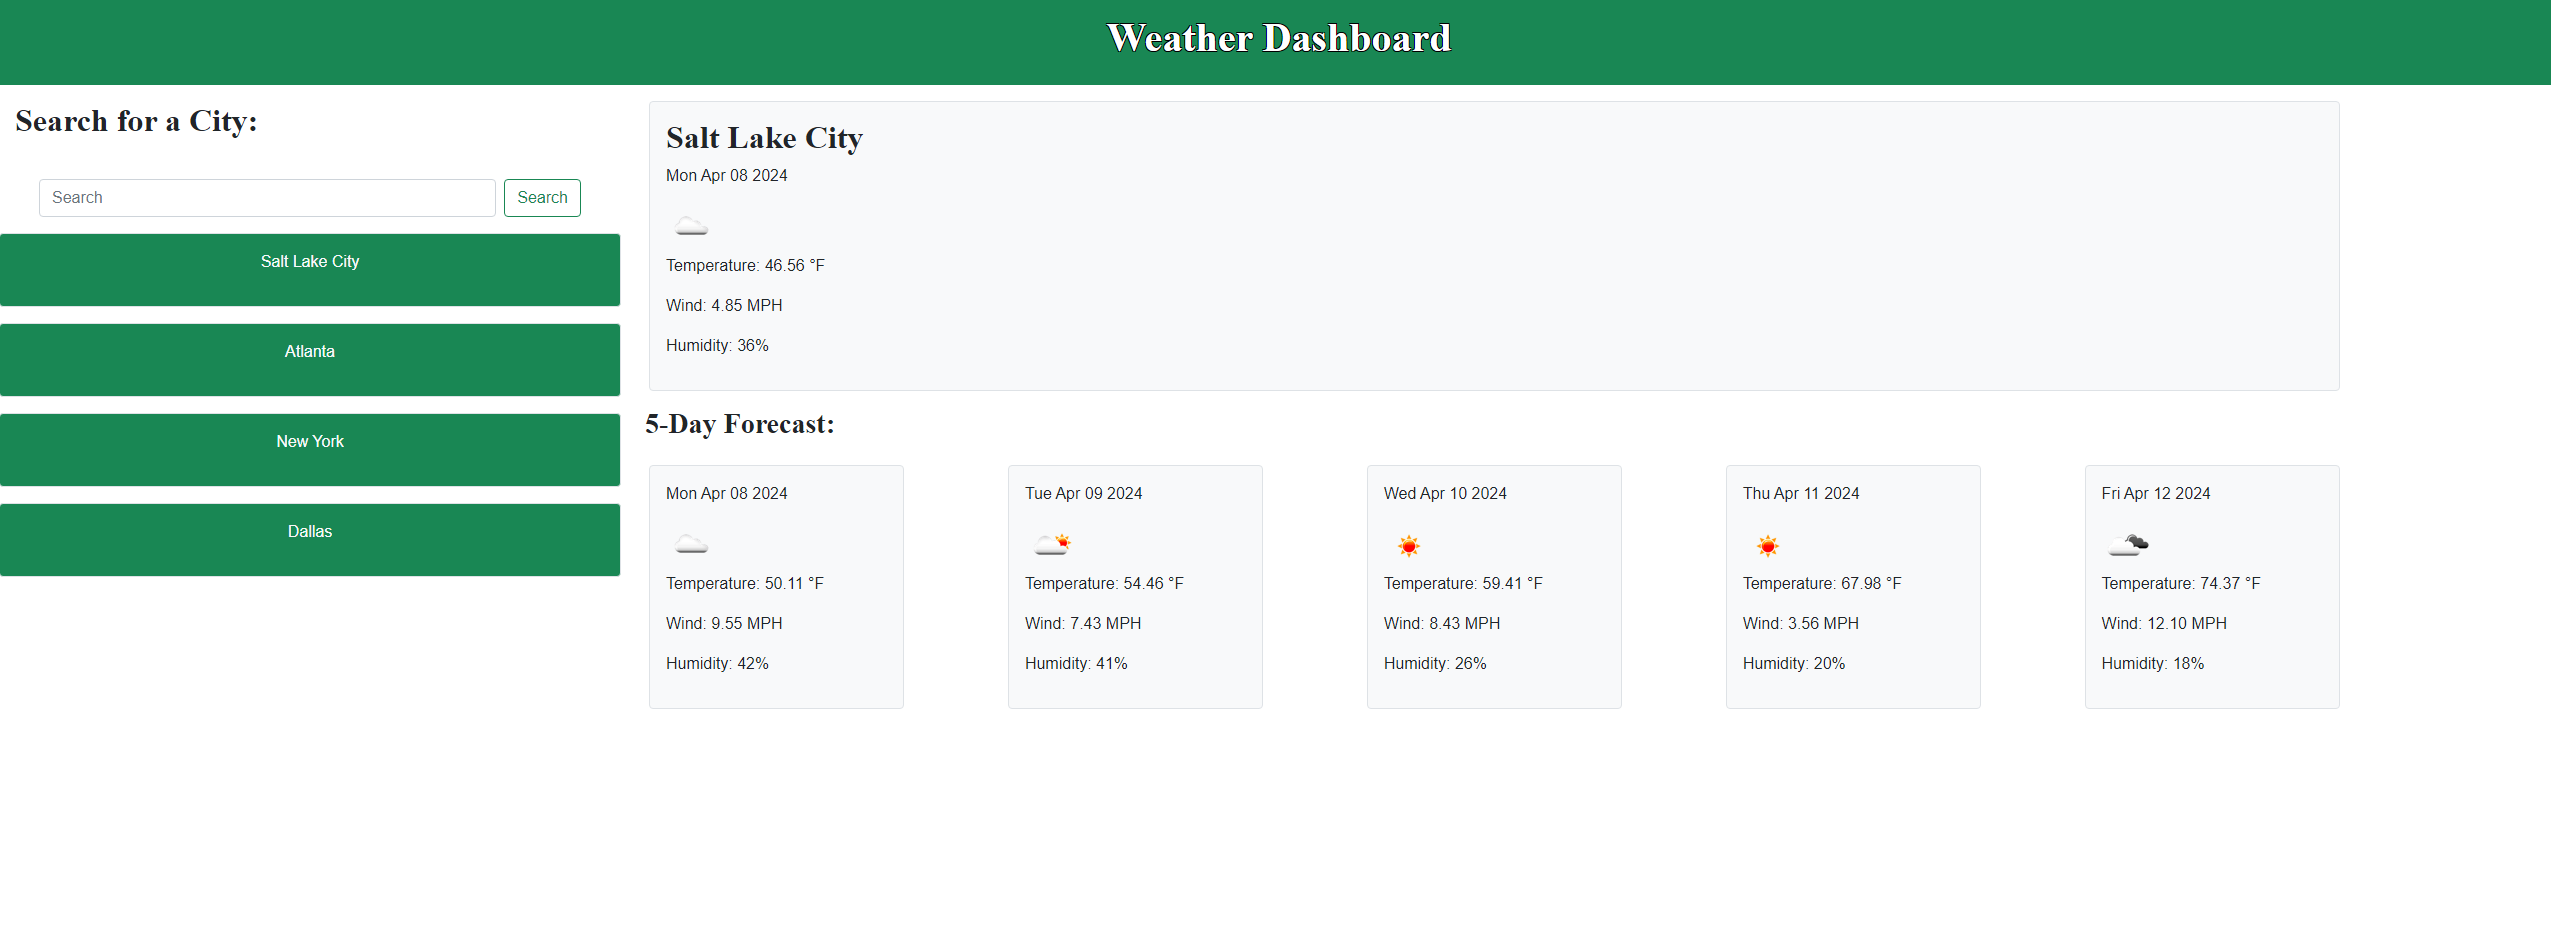 Weather Dashboard
Search for a City:
Search
Search
Salt Lake City
Atlanta
New York
Dallas
Salt Lake City
Mon Apr 08 2024
Temperature: 46.56 °F
Wind: 4.85 MPH
Humidity: 36%
5-Day Forecast:
Mon Apr 08 2024
Temperature: 50.11 °F
Wind: 9.55 MPH
Humidity: 42%
Tue Apr 09 2024
Temperature: 54.46 °F
Wind: 7.43 MPH
Humidity: 41%
Wed Apr 10 2024
Temperature: 59.41 °F
Wind: 8.43 MPH
Humidity: 26%
Thu Apr 11 2024
Temperature: 67.98 °F
Wind: 3.56 MPH
Humidity: 20%
Fri Apr 12 2024
Temperature: 74.37 °F
Wind: 12.10 MPH
Humidity: 18%